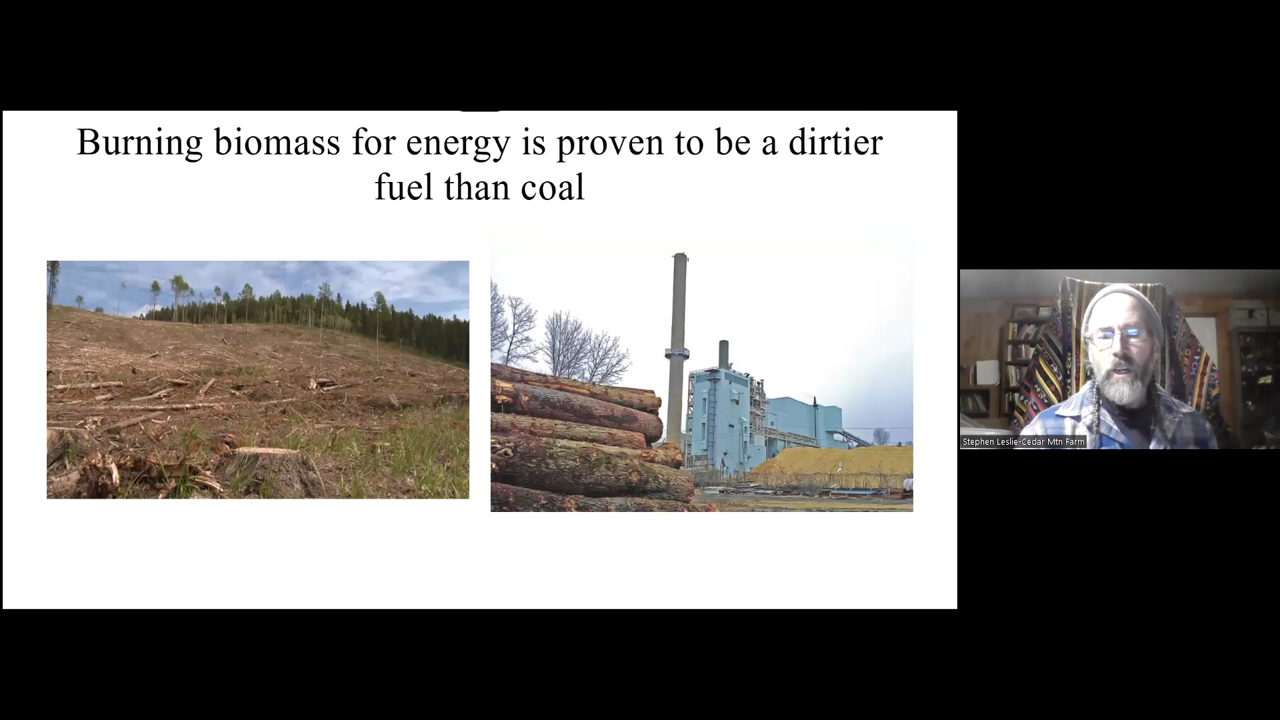 Burning biomass for energy is proven to be a dirtier
fuel than coal
Stephen Leslie-Cedar Mtn Farm